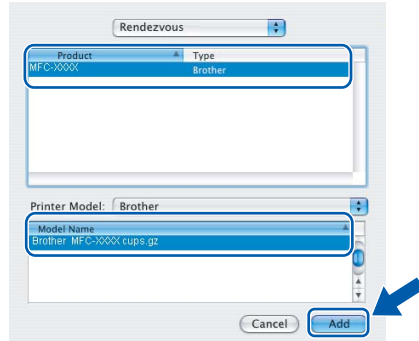 Rendezvous
Product Type
MFC-XXXX Brother
Printer Model: Brother
Model Name
Brother MFC-XXXX cups.gz
Cancel Add